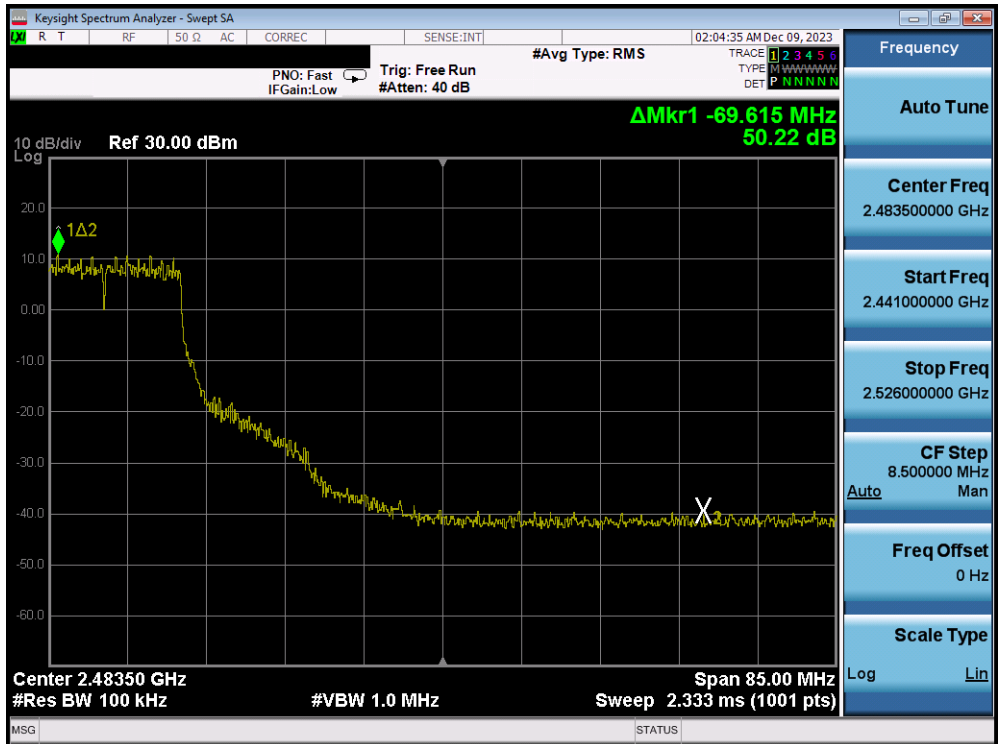 Keysight Spectrum Analyzer - Swept SA
LXI R T RF 50 Ω AC CORREC SENSE:INT 02:04:35 AM Dec 09, 2023
#Avg Type: RMS
TRACE 1 2 3 4 5 6
PNO: Fast Trig: Free Run
TYPE M WWWWW
IFGain:Low #Atten: 40 dB
DET P N N N N N
ΔMkr1 -69.615 MHz
50.22 dB
10 dB/div Ref 30.00 dBm
Log
20.0
1Δ2
10.0
0.00
-10.0
-20.0
-30.0
-40.0
2
-50.0
-60.0
Center 2.48350 GHz Span 85.00 MHz
#Res BW 100 kHz #VBW 1.0 MHz Sweep 2.333 ms (1001 pts)
MSG STATUS
Frequency
Auto Tune
Center Freq
2.483500000 GHz
Start Freq
2.441000000 GHz
Stop Freq
2.526000000 GHz
CF Step
8.500000 MHz
Auto Man
Freq Offset
0 Hz
Scale Type
Log Lin